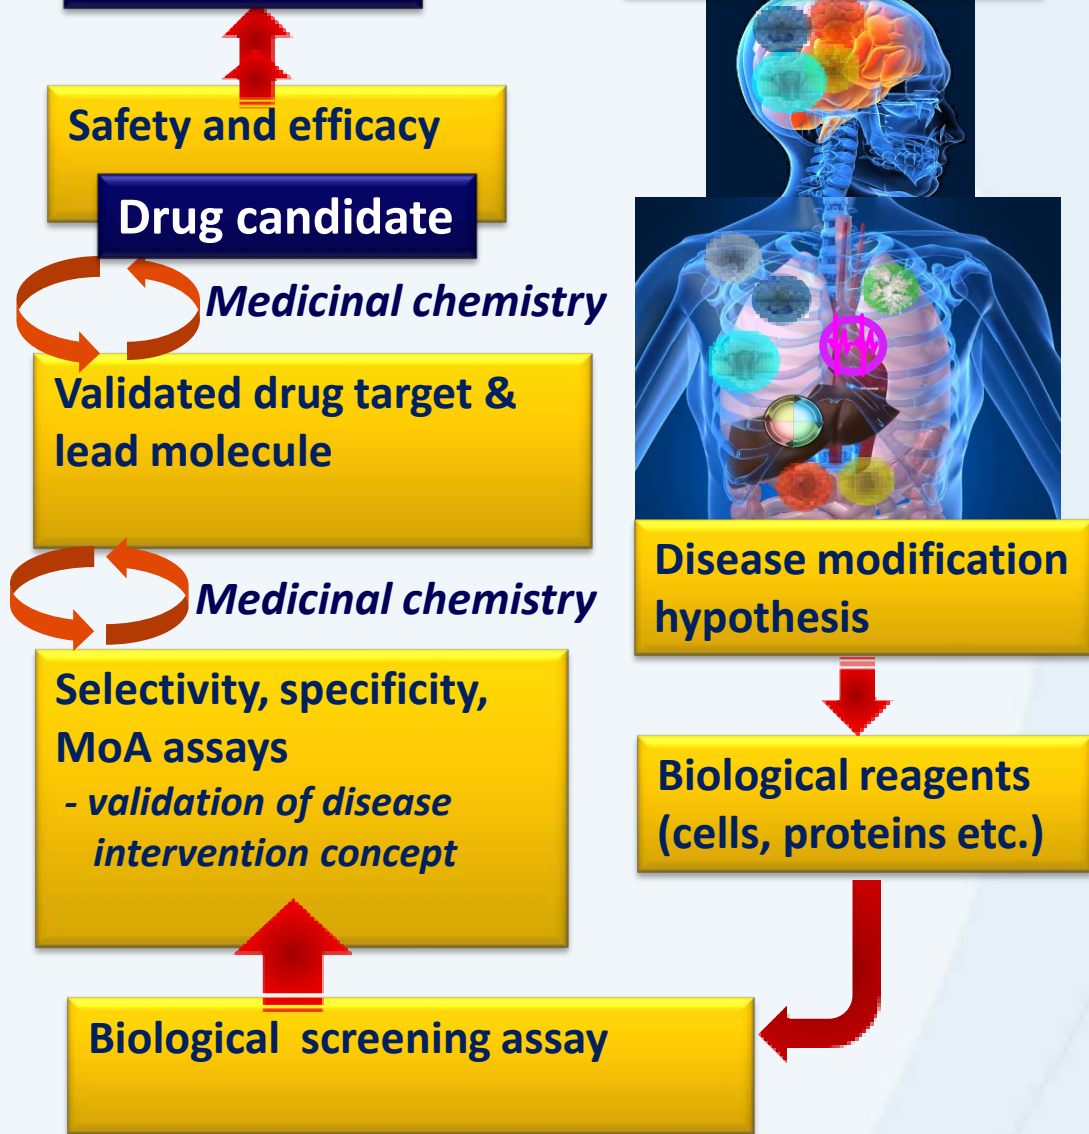 Safety and efficacy
Drug candidate
Medicinal chemistry
Validated drug target &
lead molecule
Medicinal chemistry
Selectivity, specificity,
MoA assays
- validation of disease
intervention concept
Biological  screening assay
Disease modification
hypothesis
Biological reagents
(cells, proteins etc.)